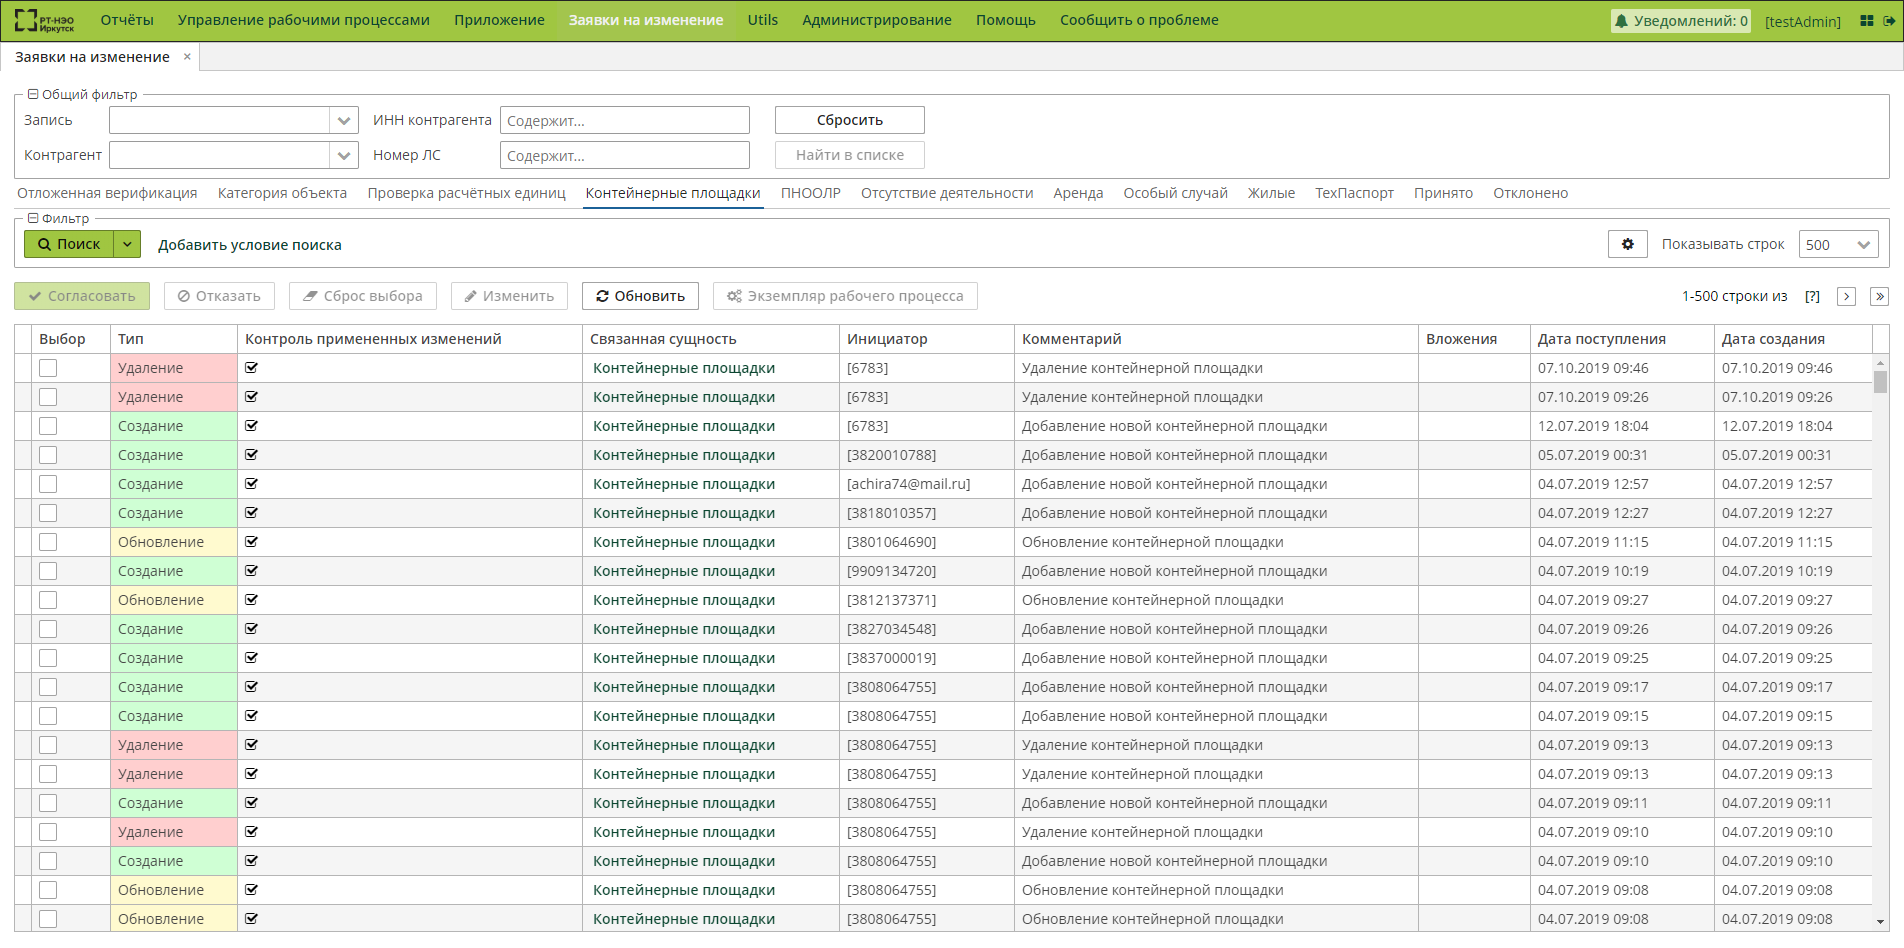 РТ-НЭО Иркутск Отчёты Управление рабочими процессами Приложение Заявки на изменение Utils Администрирование Помощь Сообщить о проблеме Уведомлений: 0 [testAdmin]
Заявки на изменение ×
Общий фильтр
Запись ИНН контрагента Содержит... Сбросить
Контрагент Номер ЛС Содержит... Найти в списке
Отложенная верификация Категория объекта Проверка расчётных единиц Контейнерные площадки ПНООЛР Отсутствие деятельности Аренда Особый случай Жилые ТехПаспорт Принято Отклонено
Фильтр
Поиск Добавить условие поиска Показывать строк 500
Согласовать Отказать Сброс выбора Изменить Обновить Экземпляр рабочего процесса 1-500 строки из [?]
Выбор Тип Контроль примененных изменений Связанная сущность Инициатор Комментарий Вложения Дата поступления Дата создания
Удаление Контейнерные площадки [6783] Удаление контейнерной площадки 07.10.2019 09:46 07.10.2019 09:46
Удаление Контейнерные площадки [6783] Удаление контейнерной площадки 07.10.2019 09:26 07.10.2019 09:26
Создание Контейнерные площадки [6783] Добавление новой контейнерной площадки 12.07.2019 18:04 12.07.2019 18:04
Создание Контейнерные площадки [3820010788] Добавление новой контейнерной площадки 05.07.2019 00:31 05.07.2019 00:31
Создание Контейнерные площадки [achira74@mail.ru] Добавление новой контейнерной площадки 04.07.2019 12:57 04.07.2019 12:57
Создание Контейнерные площадки [3818010357] Добавление новой контейнерной площадки 04.07.2019 12:27 04.07.2019 12:27
Обновление Контейнерные площадки [3801064690] Обновление контейнерной площадки 04.07.2019 11:15 04.07.2019 11:15
Создание Контейнерные площадки [9909134720] Добавление новой контейнерной площадки 04.07.2019 10:19 04.07.2019 10:19
Обновление Контейнерные площадки [3812137371] Обновление контейнерной площадки 04.07.2019 09:27 04.07.2019 09:27
Создание Контейнерные площадки [3827034548] Добавление новой контейнерной площадки 04.07.2019 09:26 04.07.2019 09:26
Создание Контейнерные площадки [3837000019] Добавление новой контейнерной площадки 04.07.2019 09:25 04.07.2019 09:25
Создание Контейнерные площадки [3808064755] Добавление новой контейнерной площадки 04.07.2019 09:17 04.07.2019 09:17
Создание Контейнерные площадки [3808064755] Добавление новой контейнерной площадки 04.07.2019 09:15 04.07.2019 09:15
Удаление Контейнерные площадки [3808064755] Удаление контейнерной площадки 04.07.2019 09:13 04.07.2019 09:13
Удаление Контейнерные площадки [3808064755] Удаление контейнерной площадки 04.07.2019 09:13 04.07.2019 09:13
Создание Контейнерные площадки [3808064755] Добавление новой контейнерной площадки 04.07.2019 09:11 04.07.2019 09:11
Удаление Контейнерные площадки [3808064755] Удаление контейнерной площадки 04.07.2019 09:10 04.07.2019 09:10
Создание Контейнерные площадки [3808064755] Добавление новой контейнерной площадки 04.07.2019 09:10 04.07.2019 09:10
Обновление Контейнерные площадки [3808064755] Обновление контейнерной площадки 04.07.2019 09:08 04.07.2019 09:08
Обновление Контейнерные площадки [3808064755] Обновление контейнерной площадки 04.07.2019 09:08 04.07.2019 09:08